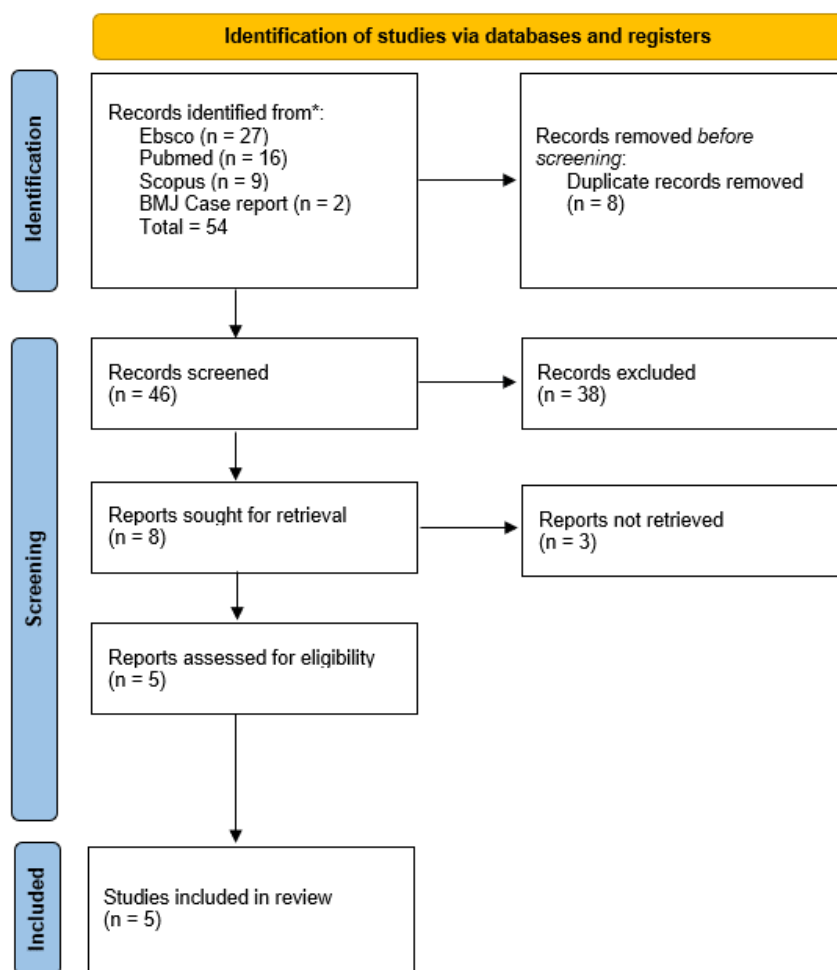 Identification of studies via databases and registers
Identification
Records identified from*:
Ebsco (n = 27)
Pubmed (n = 16)
Scopus (n = 9)
BMJ Case report (n = 2)
Total = 54
Records removed before
screening:
Duplicate records removed
(n = 8)
Screening
Records screened
(n = 46)
Records excluded
(n = 38)
Reports sought for retrieval
(n = 8)
Reports not retrieved
(n = 3)
Reports assessed for eligibility
(n = 5)
Included
Studies included in review
(n = 5)